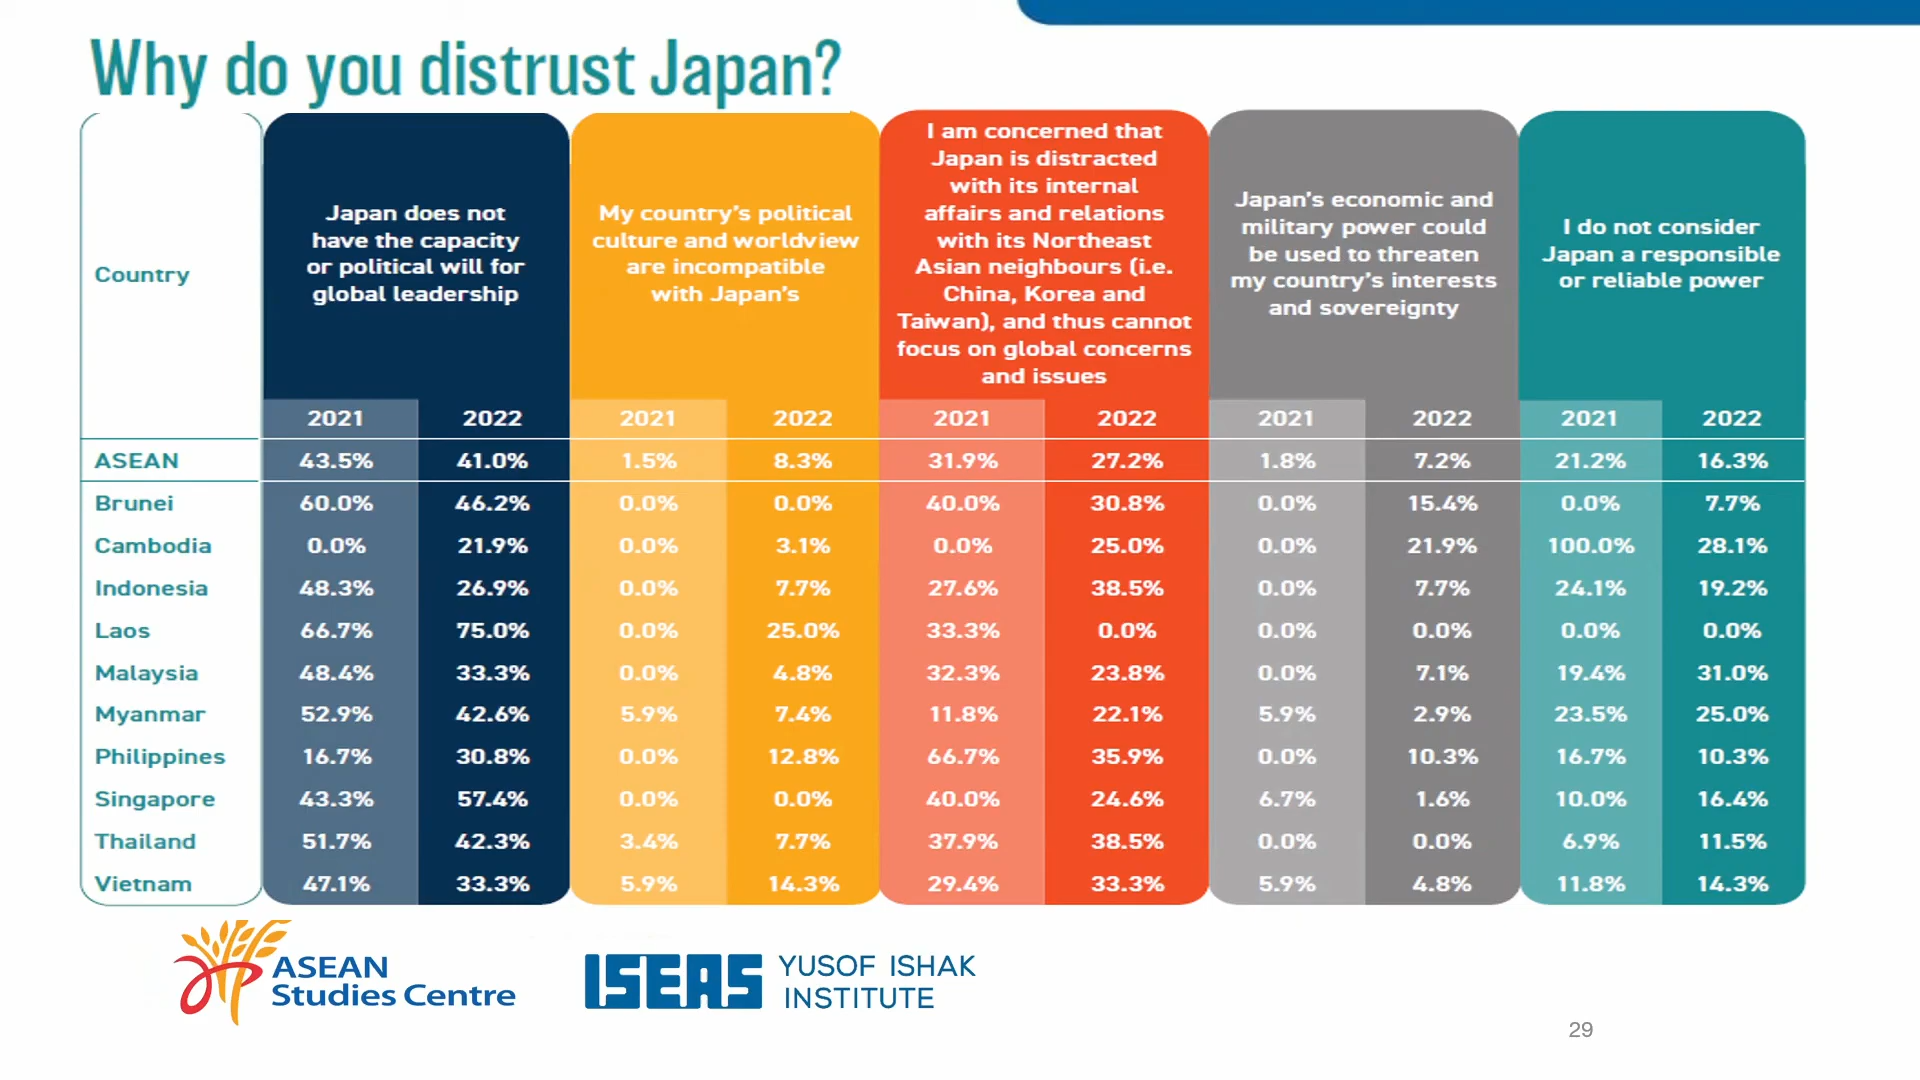 Why do you distrust Japan?
Country
Japan does not
have the capacity
or political will for
global leadership
My country's political
culture and worldview
are incompatible
with Japan's
I am concerned that
Japan is distracted
with its internal
affairs and relations
with its Northeast
Asian neighbours (i.e.
China, Korea and
Taiwan), and thus cannot
focus on global concerns
and issues
Japan's economic and
military power could
be used to threaten
my country's interests
and sovereignty
I do not consider
Japan a responsible
or reliable power
2021 2022 2021 2022 2021 2022 2021 2022 2021 2022
ASEAN 43.5% 41.0% 1.5% 8.3% 31.9% 27.2% 1.8% 7.2% 21.2% 16.3%
Brunei 60.0% 46.2% 0.0% 0.0% 40.0% 30.8% 0.0% 15.4% 0.0% 7.7%
Cambodia 0.0% 21.9% 0.0% 3.1% 0.0% 25.0% 0.0% 21.9% 100.0% 28.1%
Indonesia 48.3% 26.9% 0.0% 7.7% 27.6% 38.5% 0.0% 7.7% 24.1% 19.2%
Laos 66.7% 75.0% 0.0% 25.0% 33.3% 0.0% 0.0% 0.0% 0.0% 0.0%
Malaysia 48.4% 33.3% 0.0% 4.8% 32.3% 23.8% 0.0% 7.1% 19.4% 31.0%
Myanmar 52.9% 42.6% 5.9% 7.4% 11.8% 22.1% 5.9% 2.9% 23.5% 25.0%
Philippines 16.7% 30.8% 0.0% 12.8% 66.7% 35.9% 0.0% 10.3% 16.7% 10.3%
Singapore 43.3% 57.4% 0.0% 0.0% 40.0% 24.6% 6.7% 1.6% 10.0% 16.4%
Thailand 51.7% 42.3% 3.4% 7.7% 37.9% 38.5% 0.0% 0.0% 6.9% 11.5%
Vietnam 47.1% 33.3% 5.9% 14.3% 29.4% 33.3% 5.9% 4.8% 11.8% 14.3%
ASEAN
Studies Centre
ISEAS YUSOF ISHAK
INSTITUTE
29